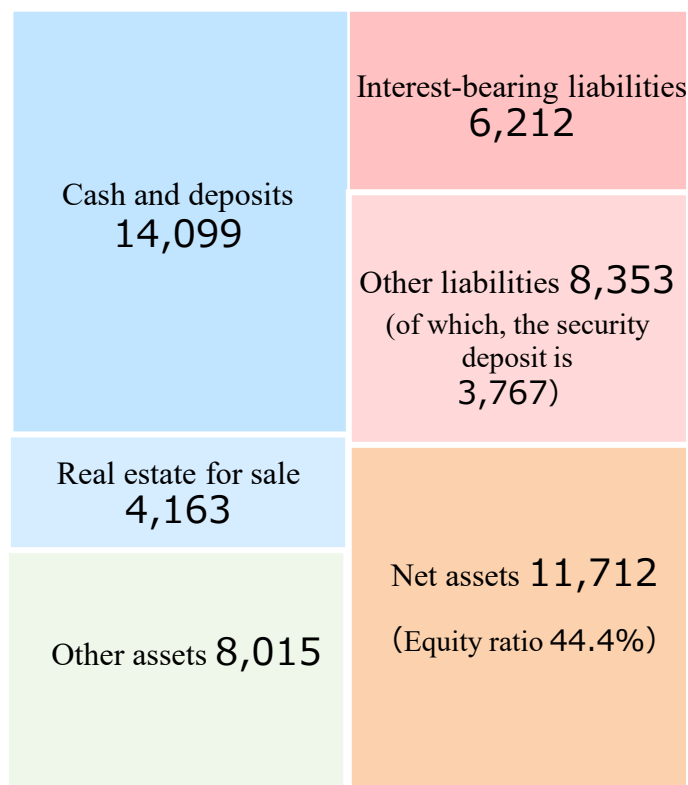 Cash and deposits
14,099
Real estate for sale
4,163
Other assets 8,015
Interest-bearing liabilities
6,212
Other liabilities 8,353
(of which, the security
deposit is
3,767)
Net assets 11,712
(Equity ratio 44.4%)